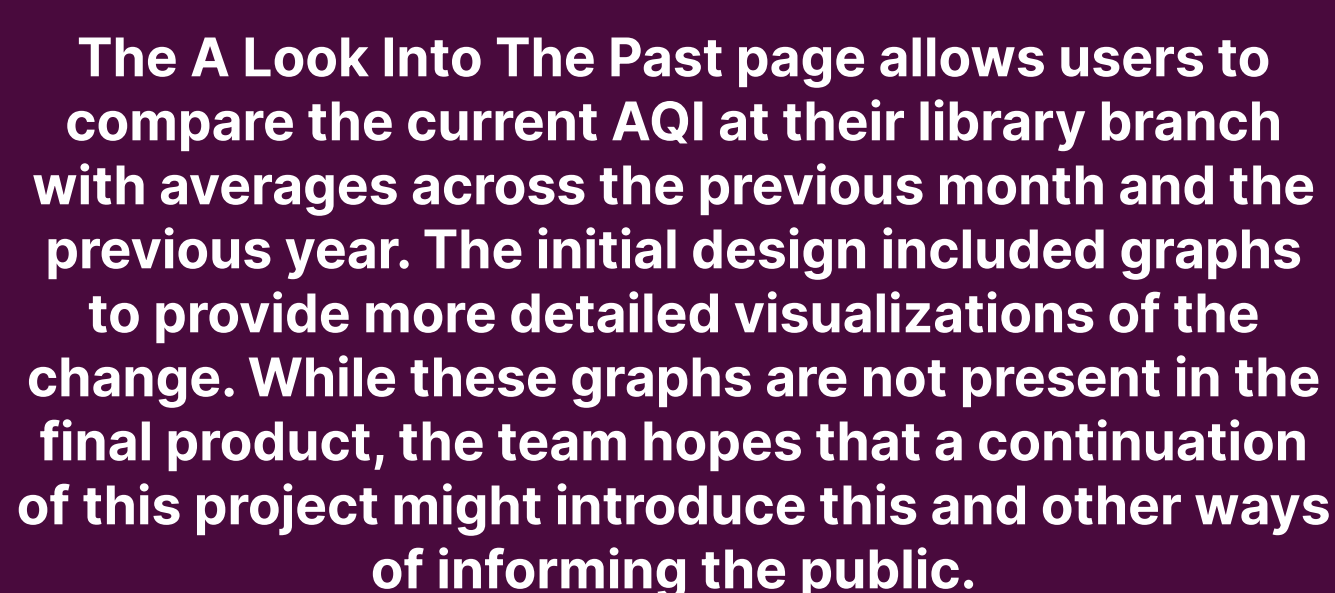 The A Look Into The Past page allows users to
compare the current AQI at their library branch
with averages across the previous month and the
previous year. The initial design included graphs
to provide more detailed visualizations of the
change. While these graphs are not present in the
final product, the team hopes that a continuation
of this project might introduce this and other ways
of informing the public.